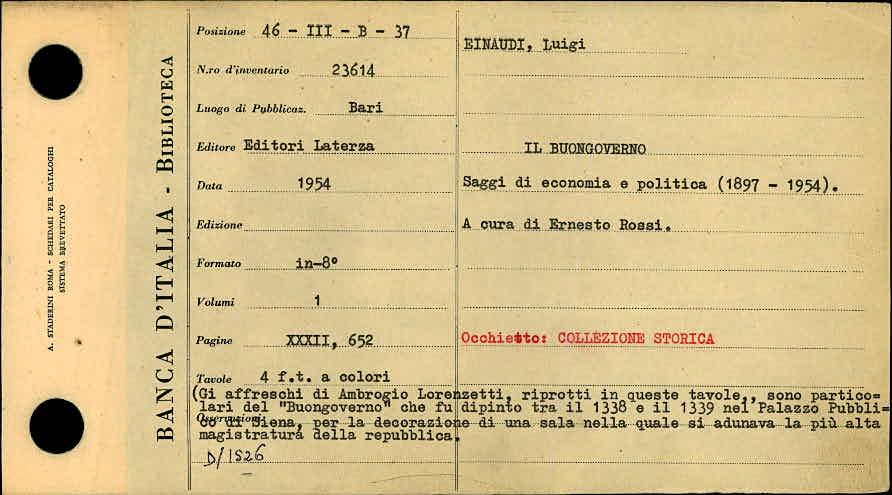 A. STADERINI ROMA - SCHEDARI PER CATALOGHI
SISTEMA BREVETTATO
BANCA D'ITALIA - BIBLIOTECA
Posizione 46 - III - B - 37
N.ro d'inventario 23614
Luogo di Pubblicaz. Bari
Editore Editori Laterza
Data 1954
Edizione
Formato in-8°
Volumi 1
Pagine XXXII, 652
Tavole 4 f.t. a colori
EINAUDI, Luigi
IL BUONGOVERNO
Saggi di economia e politica (1897 - 1954).
A cura di Ernesto Rossi.
Occhietto: COLLEZIONE STORICA
(Gi affreschi di Ambrogio Lorenzetti, riprotti in queste tavole,, sono partico=
lari del "Buongoverno" che fu dipinto tra il 1338 e il 1339 nel Palazzo Pubbli=
Osservazioni
co di Siena, per la decorazione di una sala nella quale si adunava la più alta
magistratura della repubblica.
D/1526